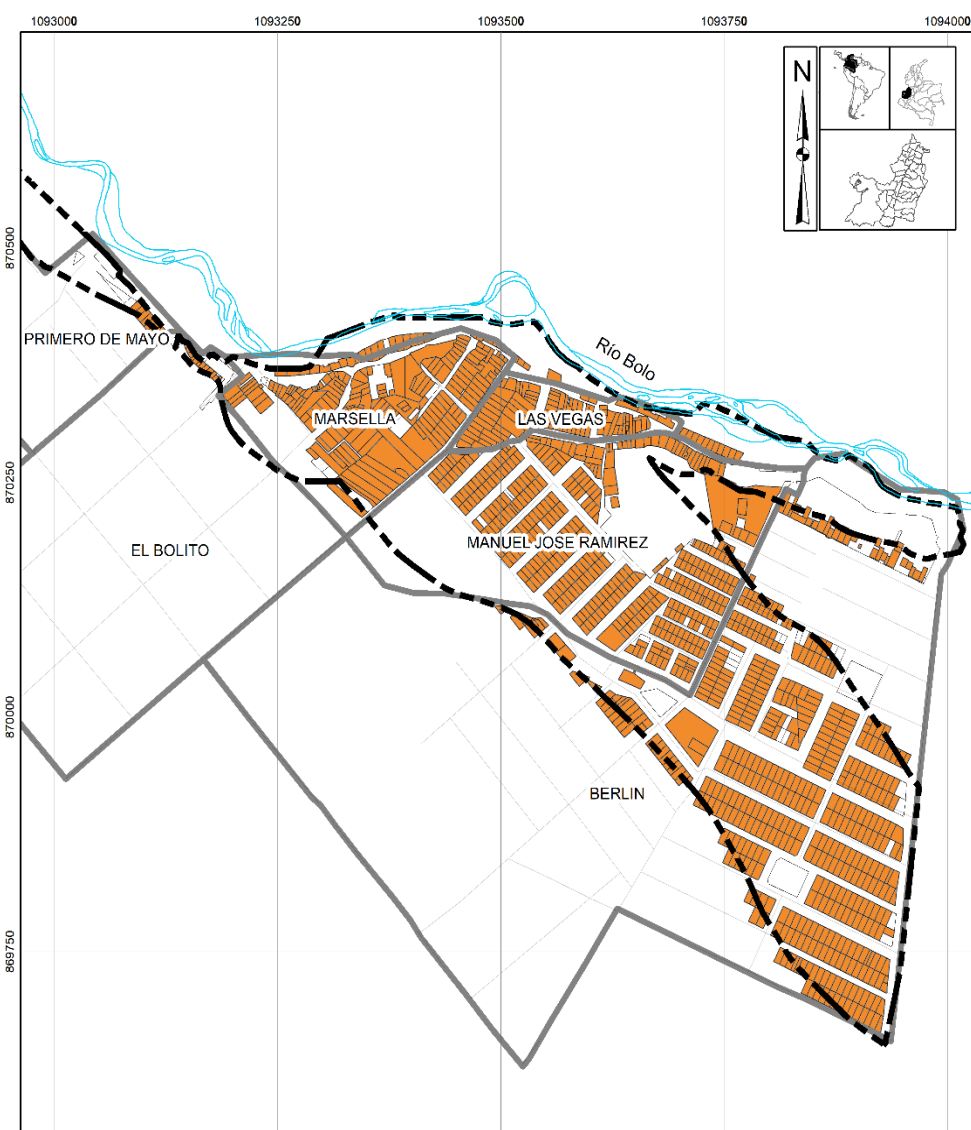 1093000
1093250
1093500
1093750
1094000
N
870500
Río Bolo
PRIMERO DE MAYO
MARSELLA
LAS VEGAS
870250
EL BOLITO
MANUEL JOSE RAMIREZ
870000
BERLIN
869750